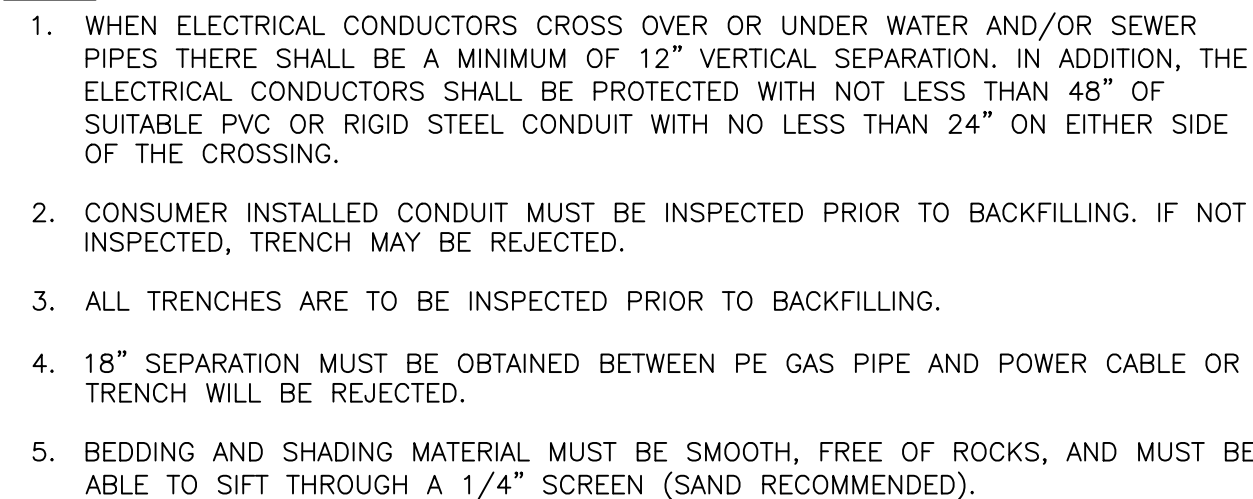 1. WHEN ELECTRICAL CONDUCTORS CROSS OVER OR UNDER WATER AND/OR SEWER
PIPES THERE SHALL BE A MINIMUM OF 12" VERTICAL SEPARATION. IN ADDITION, THE
ELECTRICAL CONDUCTORS SHALL BE PROTECTED WITH NOT LESS THAN 48" OF
SUITABLE PVC OR RIGID STEEL CONDUIT WITH NO LESS THAN 24" ON EITHER SIDE
OF THE CROSSING.
2. CONSUMER INSTALLED CONDUIT MUST BE INSPECTED PRIOR TO BACKFILLING. IF NOT
INSPECTED, TRENCH MAY BE REJECTED.
3. ALL TRENCHES ARE TO BE INSPECTED PRIOR TO BACKFILLING.
4. 18" SEPARATION MUST BE OBTAINED BETWEEN PE GAS PIPE AND POWER CABLE OR
TRENCH WILL BE REJECTED.
5. BEDDING AND SHADING MATERIAL MUST BE SMOOTH, FREE OF ROCKS, AND MUST BE
ABLE TO SIFT THROUGH A 1/4" SCREEN (SAND RECOMMENDED).